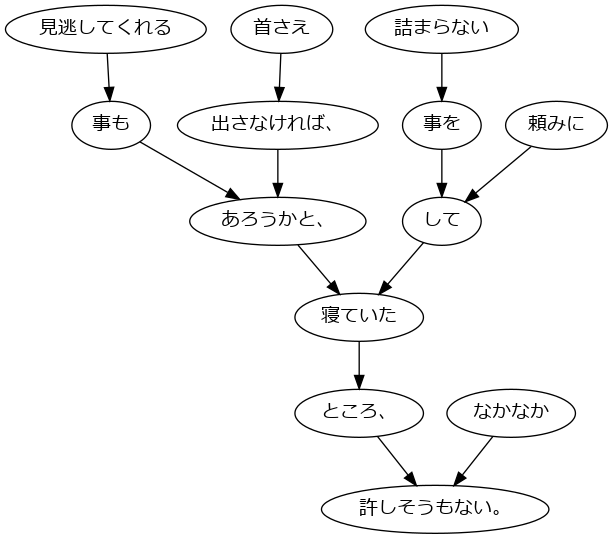 見逃してくれる 首さえ 詰まらない
事も 出さなければ、 事を 頼みに
あろうかと、 して
寝ていた
ところ、 なかなか
許しそうもない。